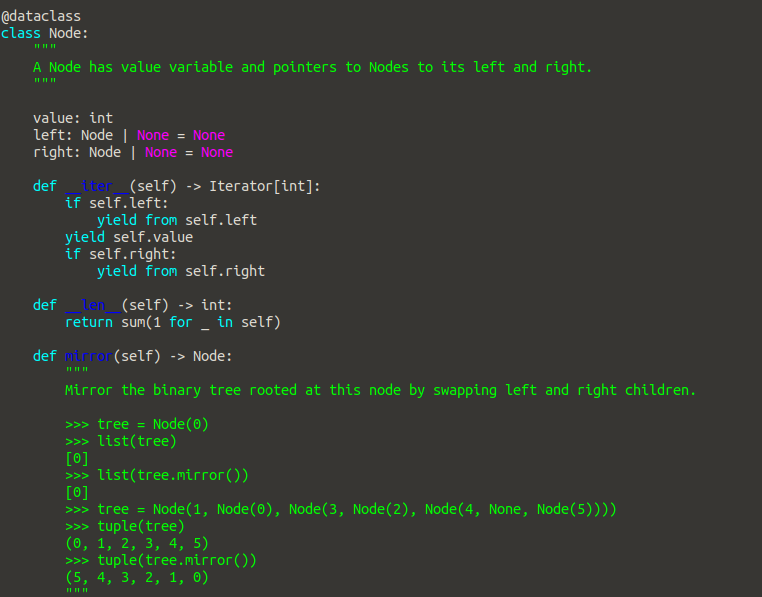 @dataclass
class Node:
    """
    A Node has value variable and pointers to Nodes to its left and right.
    """

    value: int
    left: Node | None = None
    right: Node | None = None

    def __iter__(self) -> Iterator[int]:
        if self.left:
            yield from self.left
        yield self.value
        if self.right:
            yield from self.right

    def __len__(self) -> int:
        return sum(1 for _ in self)

    def mirror(self) -> Node:
        """
        Mirror the binary tree rooted at this node by swapping left and right children.

        >>> tree = Node(0)
        >>> list(tree)
        [0]
        >>> list(tree.mirror())
        [0]
        >>> tree = Node(1, Node(0), Node(3, Node(2), Node(4, None, Node(5))))
        >>> tuple(tree)
        (0, 1, 2, 3, 4, 5)
        >>> tuple(tree.mirror())
        (5, 4, 3, 2, 1, 0)
        """